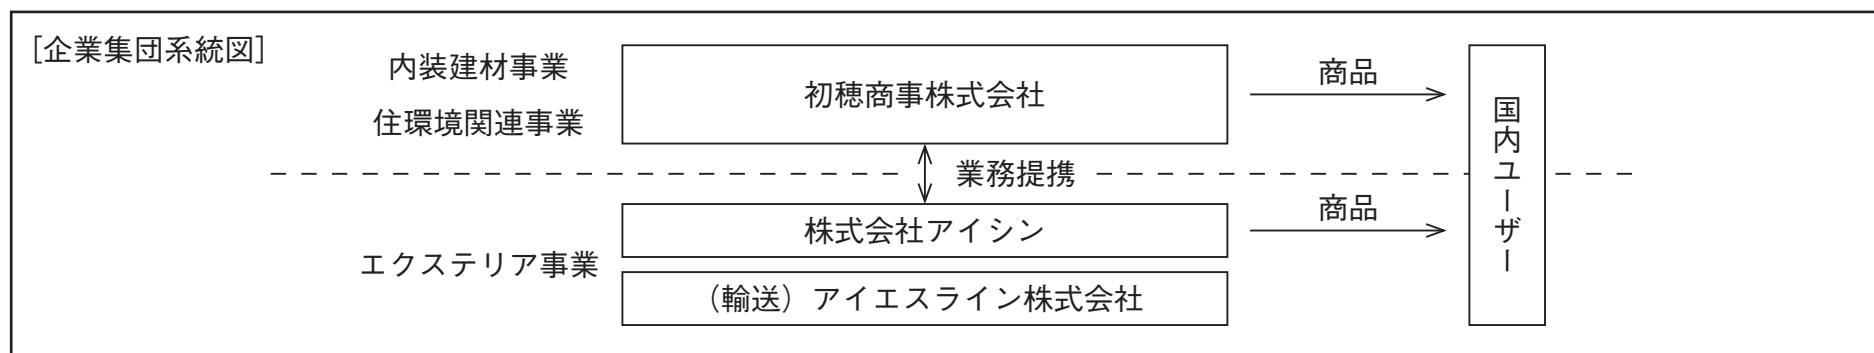 [企業集団系統図]
内装建材事業
住環境関連事業
初穂商事株式会社
商品
業務提携
エクステリア事業
株式会社アイシン
商品
（輸送）アイエスライン株式会社
国内ユーザー